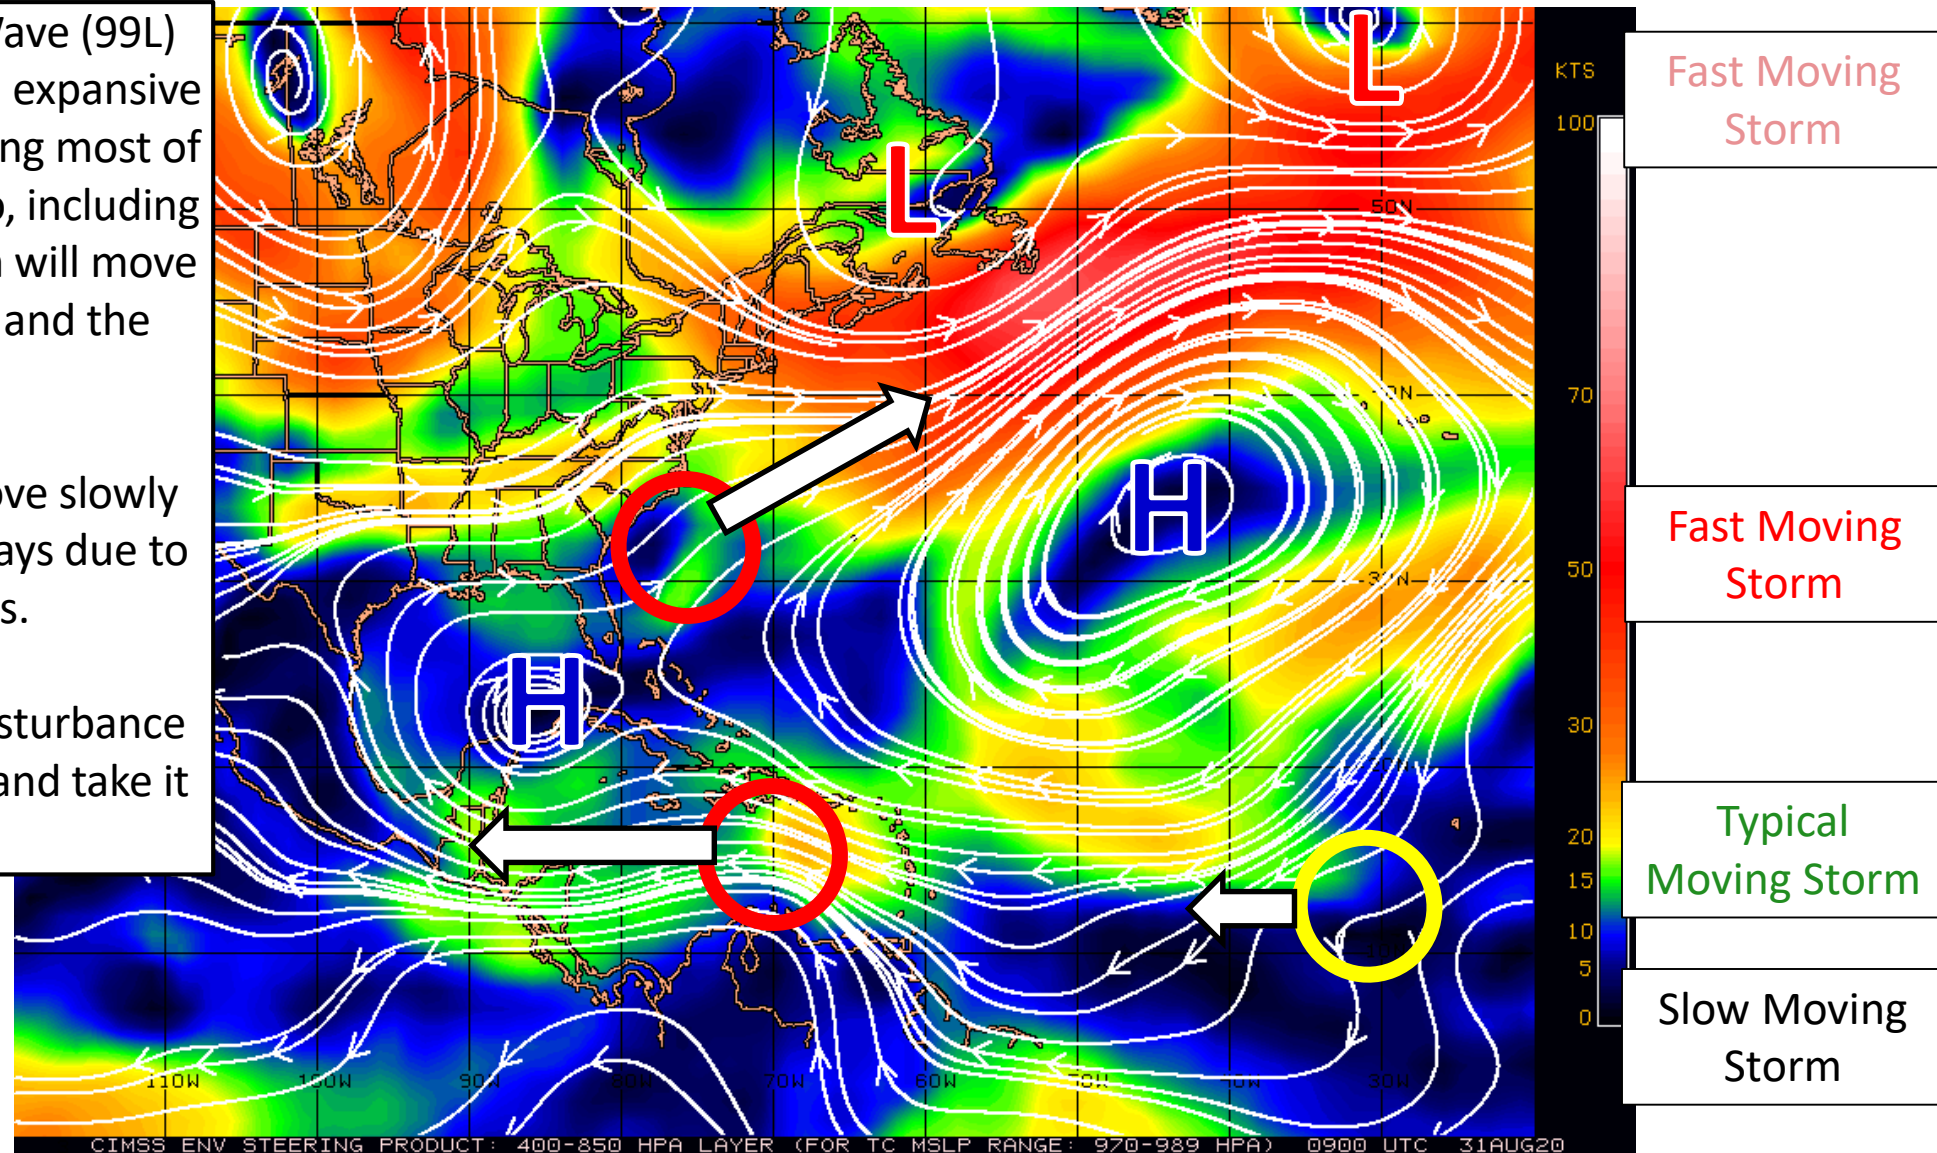 Wave (99L)
expansive
ng most of
, including
will move
and the
ove slowly
ays due to
s.
sturbance
and take it
KTS
100
70
50
30
20
15
10
5
0
Fast Moving
Storm
Fast Moving
Storm
Typical
Moving Storm
Slow Moving
Storm
L
L
H
H
50N
30N
110W
100W
90W
80W
70W
60W
40W
30W
CIMSS ENV STEERING PRODUCT: 400-850 HPA LAYER (FOR TC MSLP RANGE: 970-989 HPA) 0900 UTC 31AUG20